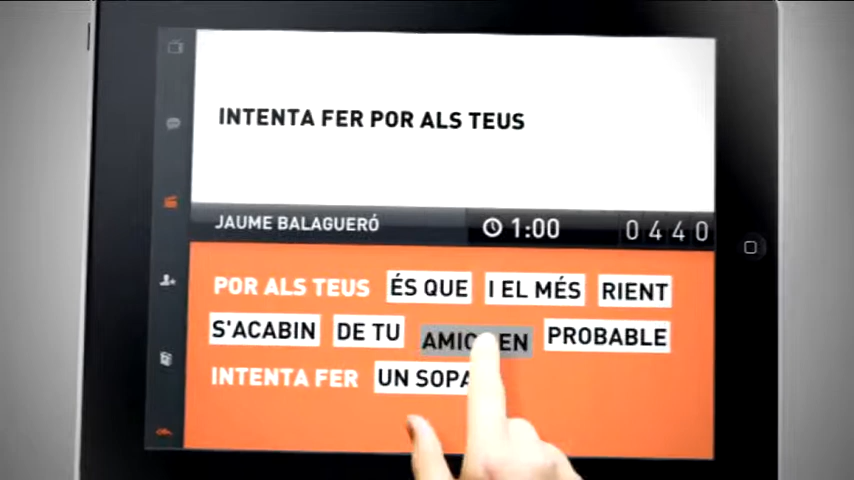 INTENTA FER POR ALS TEUS
JAUME BALAGUERÓ 1:00 0440
POR ALS TEUS ÉS QUE I EL MÉS RIENT
S'ACABIN DE TU PROBABLE
INTENTA FER UN SOPA